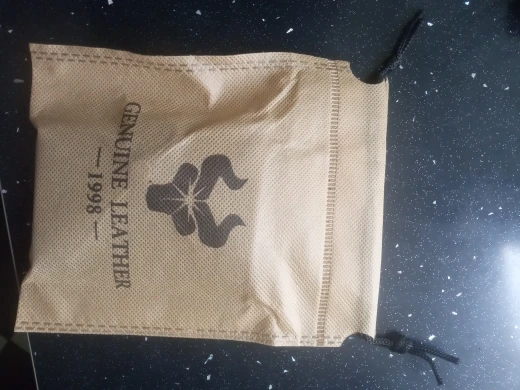 GENUINE LEATHER
— 1998 —